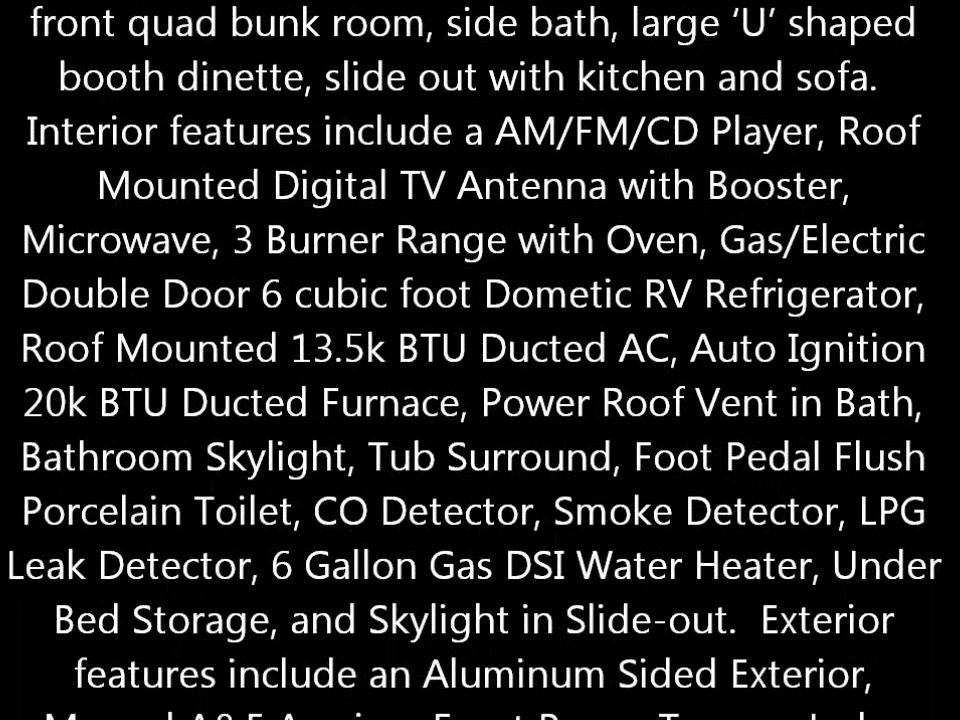 front quad bunk room, side bath, large ‘U’ shaped
booth dinette, slide out with kitchen and sofa.
Interior features include a AM/FM/CD Player, Roof
Mounted Digital TV Antenna with Booster,
Microwave, 3 Burner Range with Oven, Gas/Electric
Double Door 6 cubic foot Dometic RV Refrigerator,
Roof Mounted 13.5k BTU Ducted AC, Auto Ignition
20k BTU Ducted Furnace, Power Roof Vent in Bath,
Bathroom Skylight, Tub Surround, Foot Pedal Flush
Porcelain Toilet, CO Detector, Smoke Detector, LPG
Leak Detector, 6 Gallon Gas DSI Water Heater, Under
Bed Storage, and Skylight in Slide-out.  Exterior
features include an Aluminum Sided Exterior,